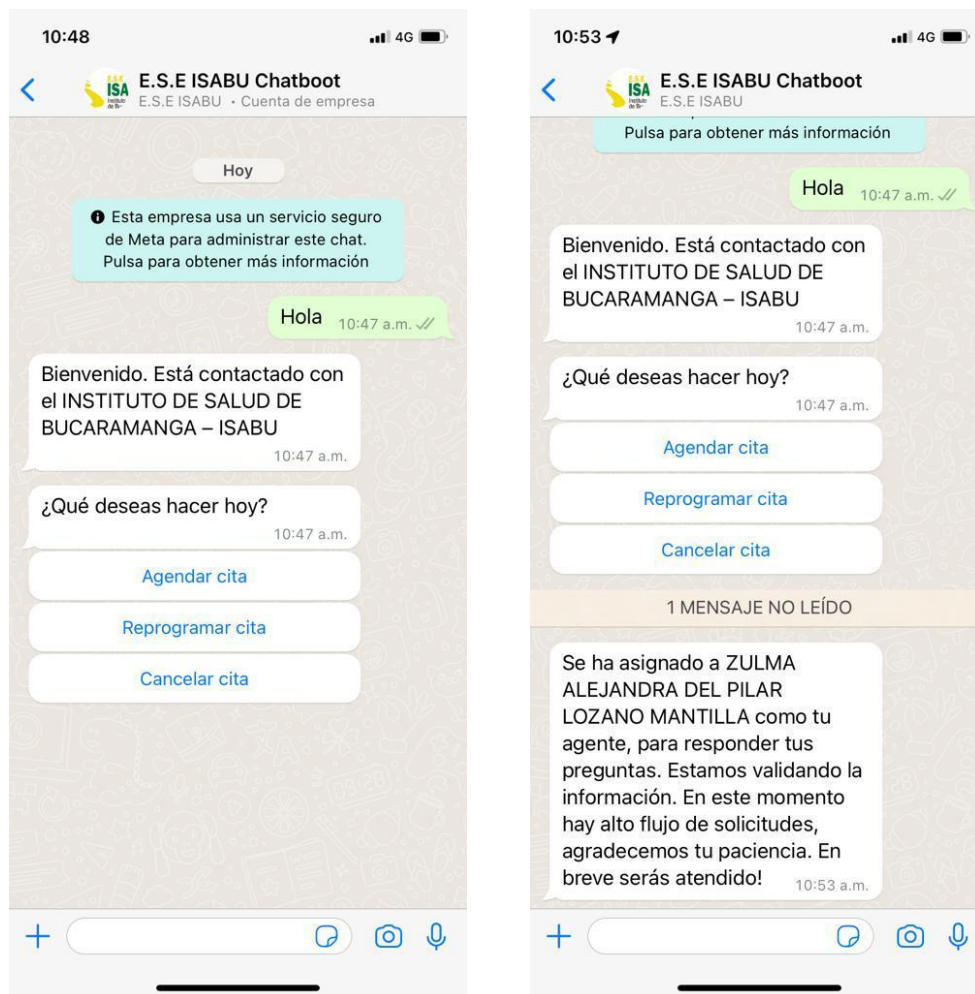 10:48
4G
E.S.E ISABU Chatboot
E.S.E ISABU • Cuenta de empresa
Hoy
Esta empresa usa un servicio seguro
de Meta para administrar este chat.
Pulsa para obtener más información
Hola 10:47 a.m.
Bienvenido. Está contactado con
el INSTITUTO DE SALUD DE
BUCARAMANGA – ISABU
10:47 a.m.
¿Qué deseas hacer hoy?
10:47 a.m.
Agendar cita
Reprogramar cita
Cancelar cita
10:53
4G
E.S.E ISABU Chatboot
E.S.E ISABU
Pulsa para obtener más información
Hola 10:47 a.m.
Bienvenido. Está contactado con
el INSTITUTO DE SALUD DE
BUCARAMANGA – ISABU
10:47 a.m.
¿Qué deseas hacer hoy?
10:47 a.m.
Agendar cita
Reprogramar cita
Cancelar cita
1 MENSAJE NO LEÍDO
Se ha asignado a ZULMA
ALEJANDRA DEL PILAR
LOZANO MANTILLA como tu
agente, para responder tus
preguntas. Estamos validando la
información. En este momento
hay alto flujo de solicitudes,
agradecemos tu paciencia. En
breve serás atendido! 10:53 a.m.